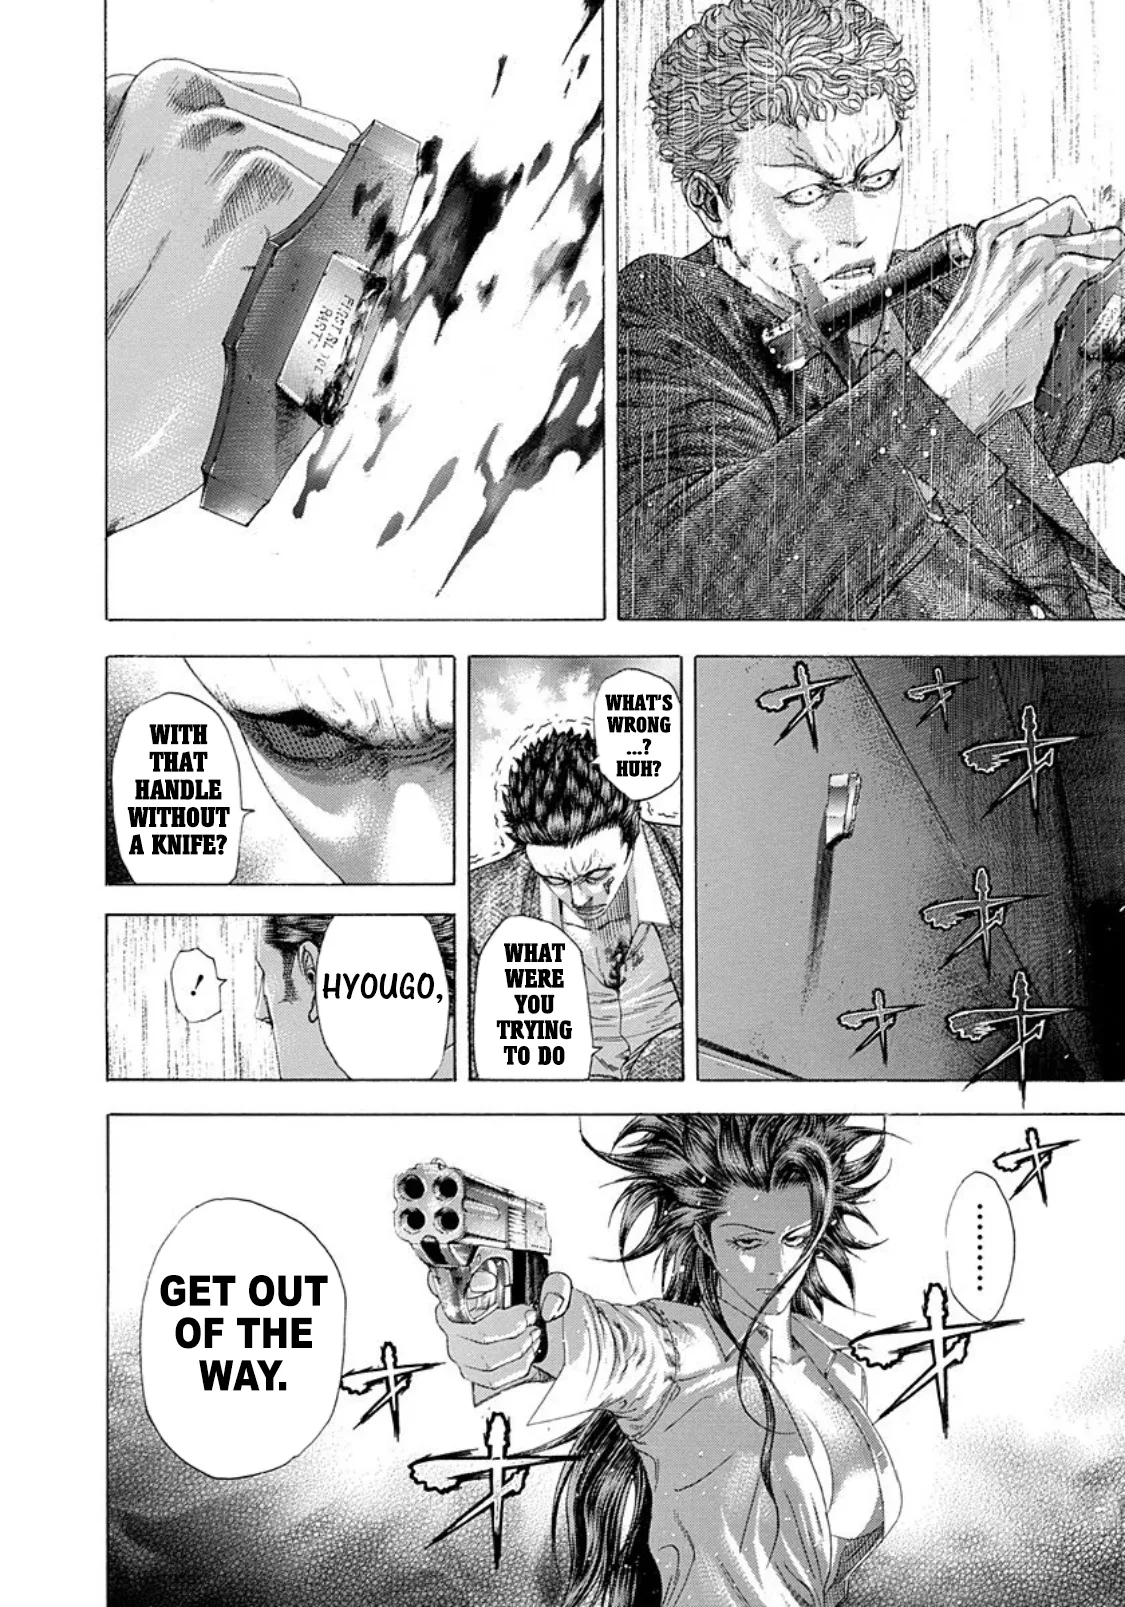 WHAT'S
WRONG
...?
HUH?
WHAT
WERE
YOU
TRYING
TO DO
WITH
THAT
HANDLE
WITHOUT
A KNIFE?
HYOUGO,
!
........
GET OUT
OF THE
WAY.